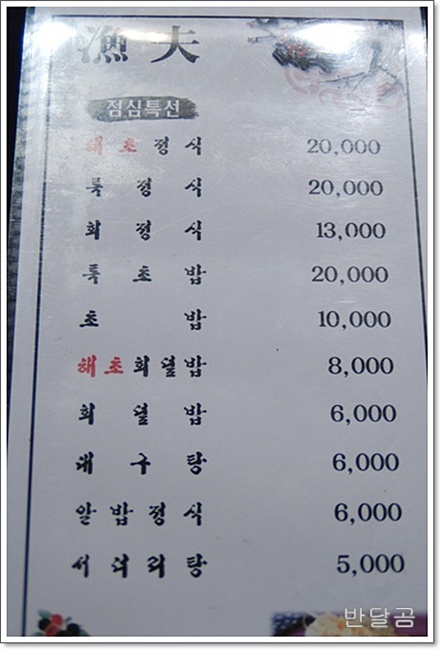 漁夫
점심특선
해초정식 20,000
특정식 20,000
회정식 13,000
특초밥 20,000
초밥 10,000
해초회덮밥 8,000
회덮밥 6,000
대구탕 6,000
알밥정식 6,000
서더리탕 5,000
반달곰